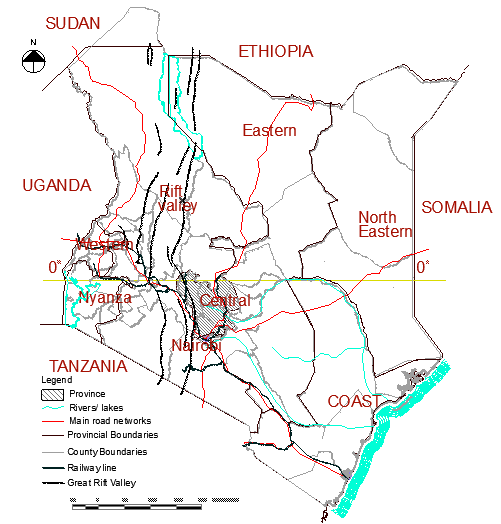 SUDAN
N
ETHIOPIA
Eastern
UGANDA
Rift
valley
SOMALIA
North
Eastern
Western
0°
0°
Nyanza
Central
Nairobi
TANZANIA
COAST
Legend
Province
Rivers/ lakes
Main road networks
Provincial Boundaries
County Boundaries
Railway line
Great Rift Valley